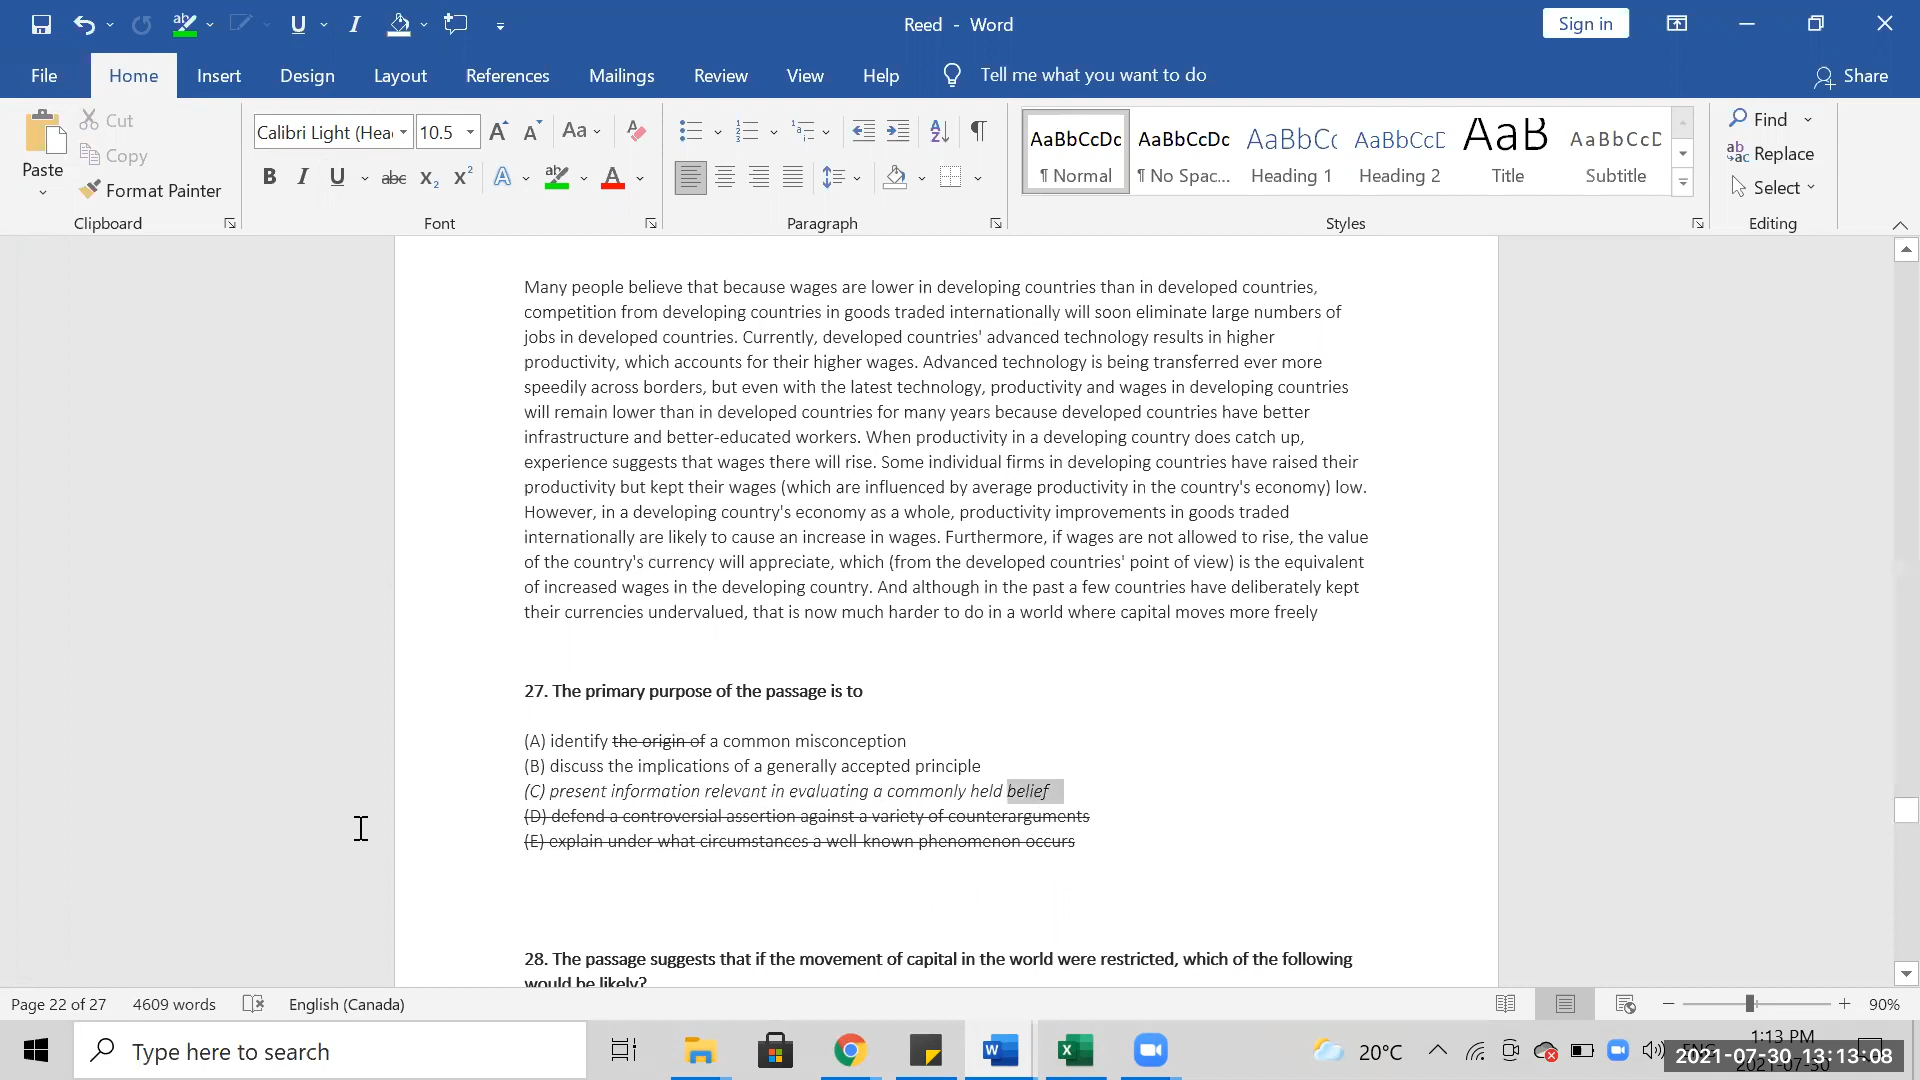 Reed - Word
Sign in
File Home Insert Design Layout References Mailings Review View Help Tell me what you want to do Share
Paste Cut Copy Format Painter Clipboard
Calibri Light (Hea 10.5 Font
Paragraph
AaBbCcDc ¶ Normal
AaBbCcDc ¶ No Spac...
AaBbCc Heading 1
AaBbCcD Heading 2
AaB Title
AaBbCcD Subtitle
Styles
Find Replace Select Editing
Many people believe that because wages are lower in developing countries than in developed countries,
competition from developing countries in goods traded internationally will soon eliminate large numbers of
jobs in developed countries. Currently, developed countries' advanced technology results in higher
productivity, which accounts for their higher wages. Advanced technology is being transferred ever more
speedily across borders, but even with the latest technology, productivity and wages in developing countries
will remain lower than in developed countries for many years because developed countries have better
infrastructure and better-educated workers. When productivity in a developing country does catch up,
experience suggests that wages there will rise. Some individual firms in developing countries have raised their
productivity but kept their wages (which are influenced by average productivity in the country's economy) low.
However, in a developing country's economy as a whole, productivity improvements in goods traded
internationally are likely to cause an increase in wages. Furthermore, if wages are not allowed to rise, the value
of the country's currency will appreciate, which (from the developed countries' point of view) is the equivalent
of increased wages in the developing country. And although in the past a few countries have deliberately kept
their currencies undervalued, that is now much harder to do in a world where capital moves more freely
27. The primary purpose of the passage is to
(A) identify the origin of a common misconception
(B) discuss the implications of a generally accepted principle
(C) present information relevant in evaluating a commonly held belief
(D) defend a controversial assertion against a variety of counterarguments
(E) explain under what circumstances a well-known phenomenon occurs
28. The passage suggests that if the movement of capital in the world were restricted, which of the following
would be likely?
Page 22 of 27 4609 words English (Canada) 90%
Type here to search
20°C
1:13 PM
2021-07-30 13:13:08